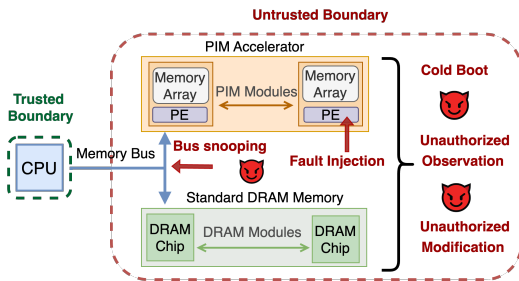 Untrusted Boundary
PIM Accelerator
Memory
Array
PE
PIM Modules
Memory
Array
PE
Cold Boot
Trusted
Boundary
CPU
Memory Bus
Bus snooping
Fault Injection
Unauthorized
Observation
Standard DRAM Memory
DRAM
Chip
DRAM Modules
DRAM
Chip
Unauthorized
Modification